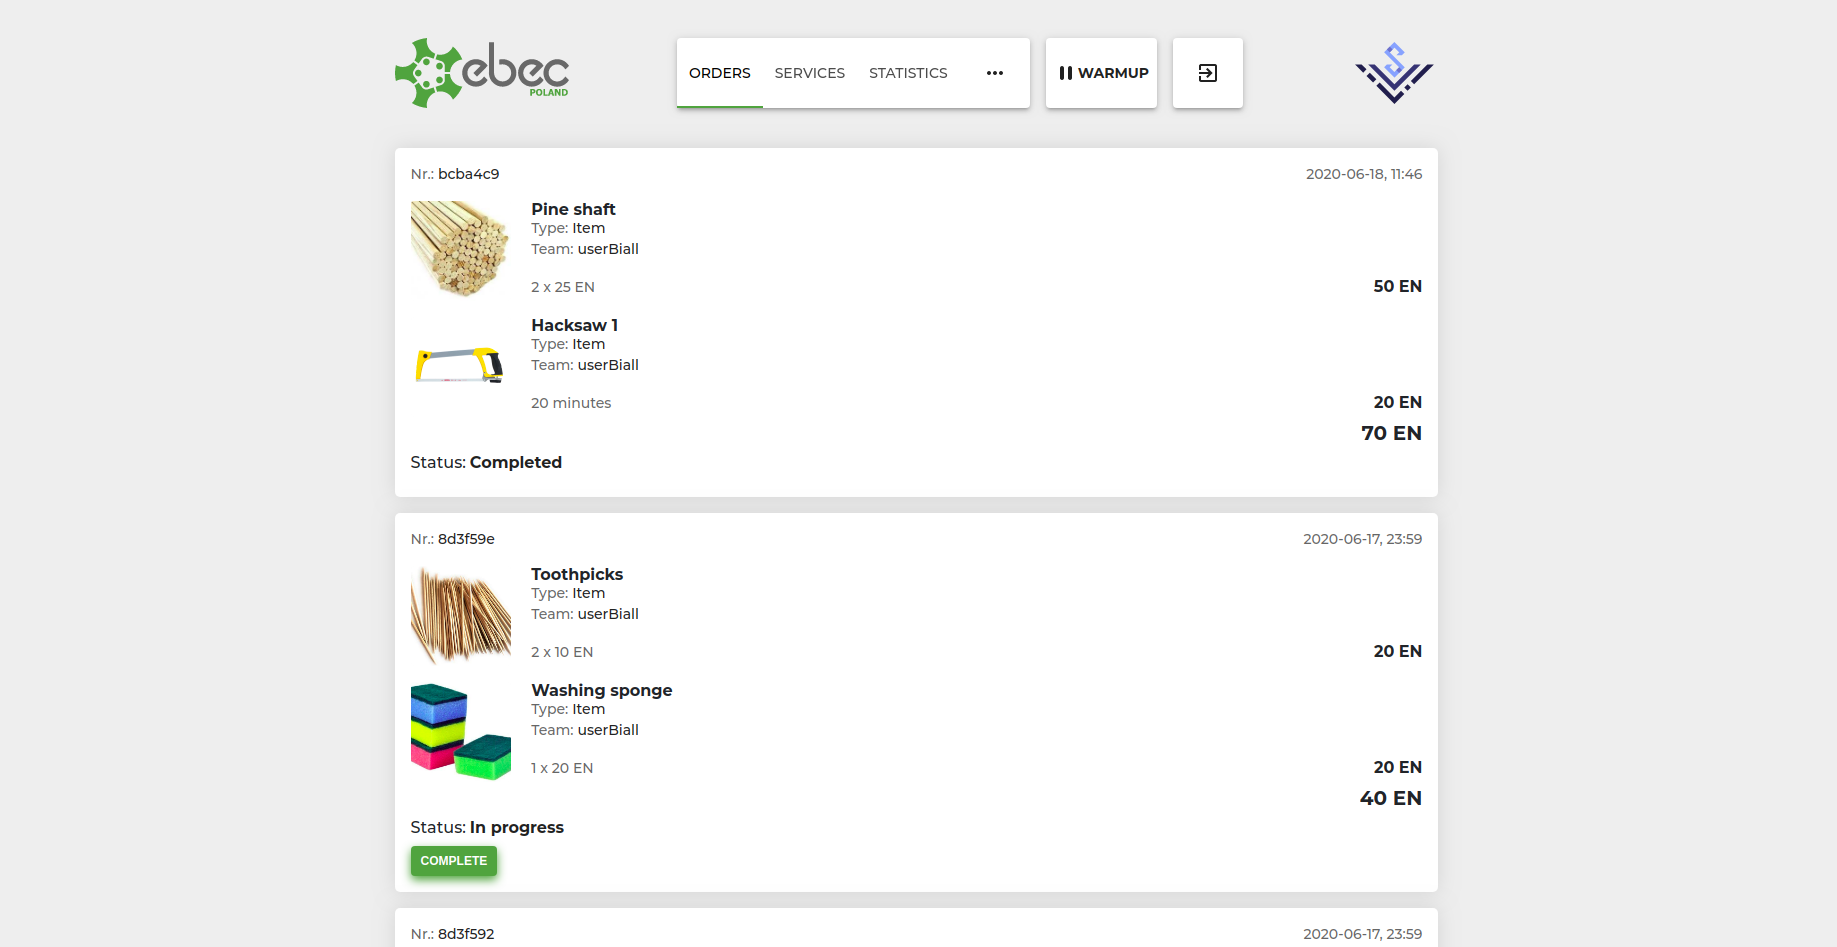 ebec
POLAND
ORDERS SERVICES STATISTICS •••
WARMUP
Nr.: bcba4c9 2020-06-18, 11:46
Pine shaft
Type: Item
Team: userBiall
2 x 25 EN 50 EN
Hacksaw 1
Type: Item
Team: userBiall
20 minutes 20 EN
70 EN
Status: Completed
Nr.: 8d3f59e 2020-06-17, 23:59
Toothpicks
Type: Item
Team: userBiall
2 x 10 EN 20 EN
Washing sponge
Type: Item
Team: userBiall
1 x 20 EN 20 EN
40 EN
Status: In progress
COMPLETE
Nr.: 8d3f592 2020-06-17, 23:59